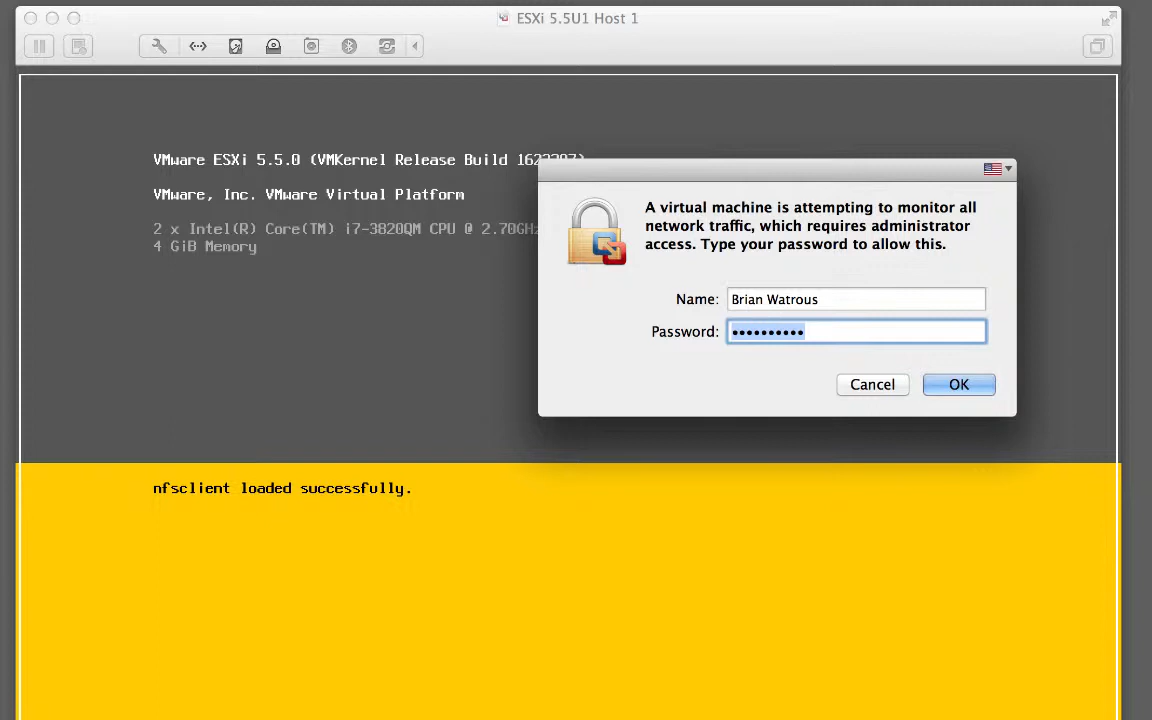 ESXi 5.5U1 Host 1
VMware ESXi 5.5.0 (VMKernel Release Build
VMware, Inc. VMware Virtual Platform
2 x Intel(R) Core(TM) i7-3820QM CPU @ 2.70GHz
4 GiB Memory
A virtual machine is attempting to monitor all
network traffic, which requires administrator
access. Type your password to allow this.
Name: Brian Watrous
Password: ••••••••••
Cancel OK
nfsclient loaded successfully.